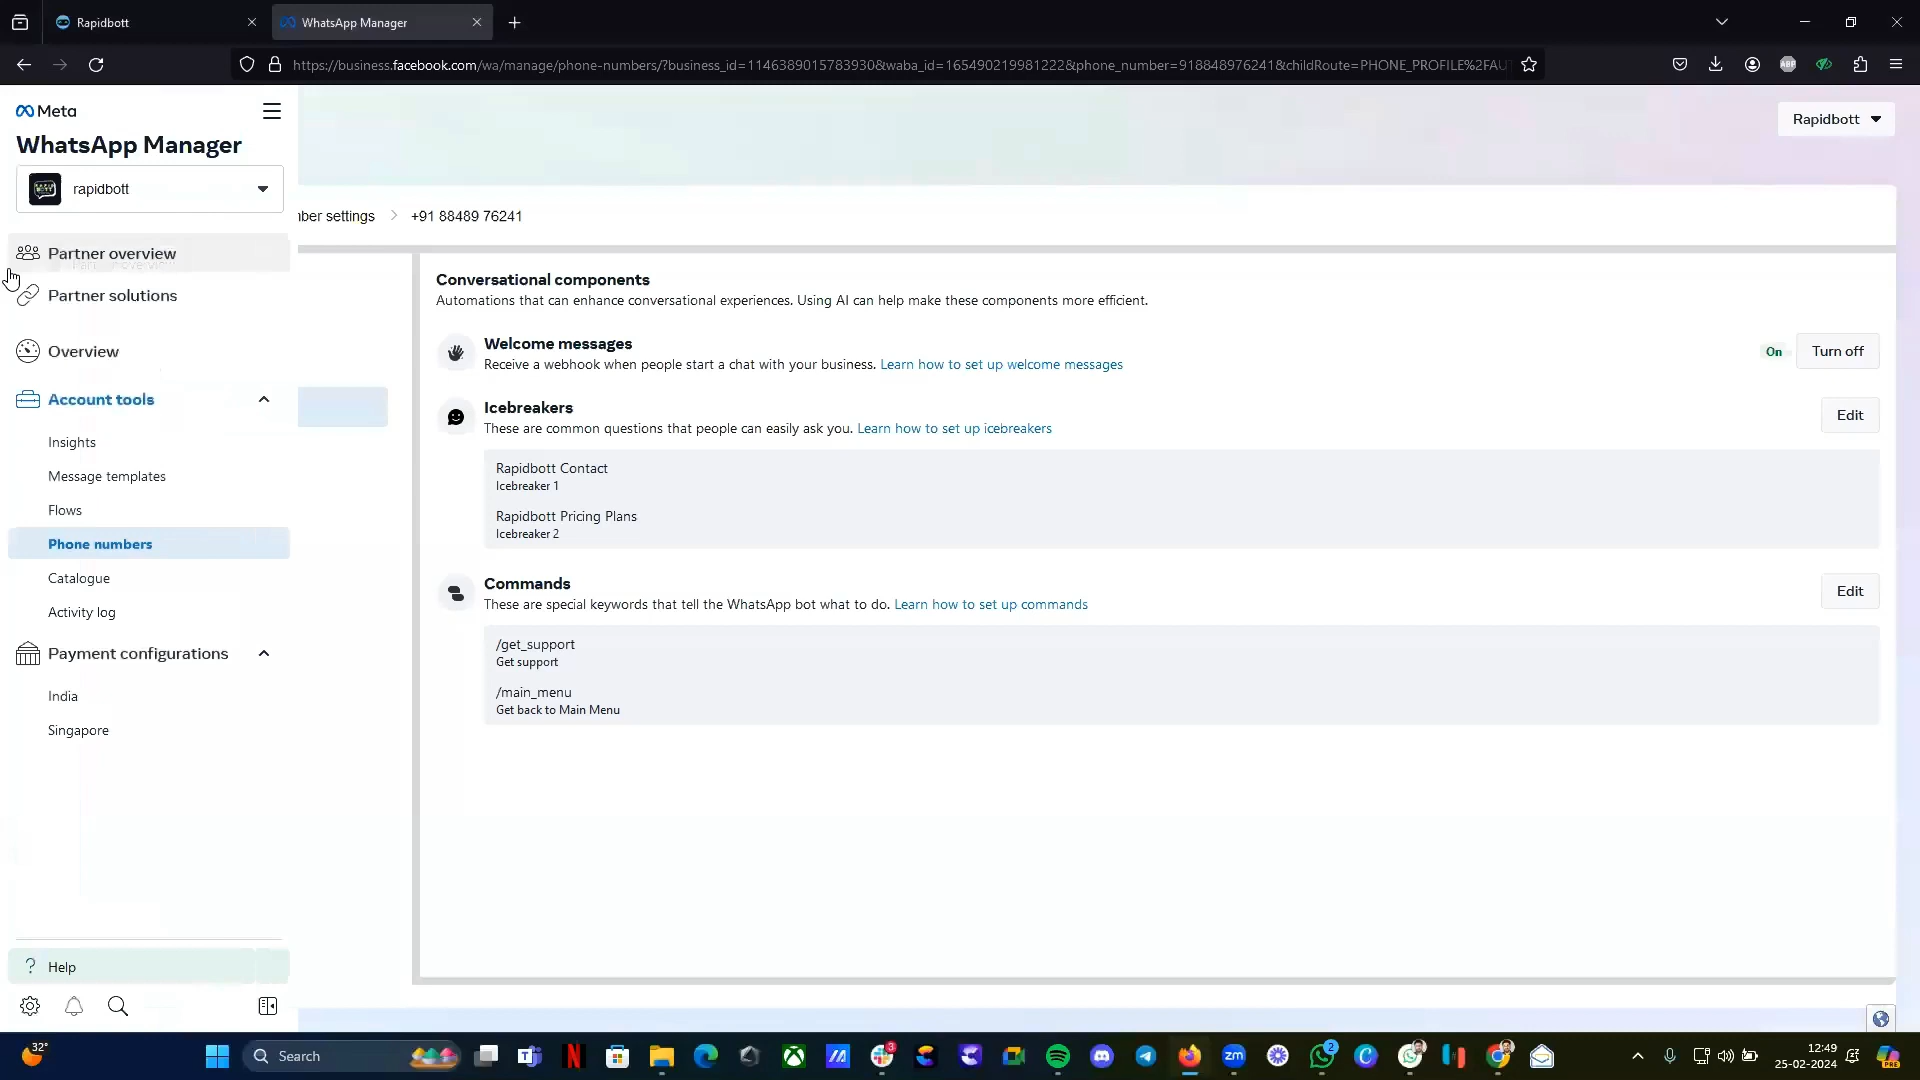 Rapidbott
WhatsApp Manager
https://business.facebook.com/wa/manage/phone-numbers/?business_id=1146389015783930&waba_id=165490219981222&phone_number=918848976241&childRoute=PHONE_PROFILE%2FAU
Meta
WhatsApp Manager
rapidbott
Rapidbott
Partner overview
Partner solutions
Overview
Account tools
Insights
Message templates
Flows
Phone numbers
Catalogue
Activity log
Payment configurations
India
Singapore
Help
ber settings > +91 88489 76241
Conversational components
Automations that can enhance conversational experiences. Using AI can help make these components more efficient.
Welcome messages
Receive a webhook when people start a chat with your business. Learn how to set up welcome messages
On
Turn off
Icebreakers
These are common questions that people can easily ask you. Learn how to set up icebreakers
Edit
Rapidbott Contact
Icebreaker 1
Rapidbott Pricing Plans
Icebreaker 2
Commands
These are special keywords that tell the WhatsApp bot what to do. Learn how to set up commands
Edit
/get_support
Get support
/main_menu
Get back to Main Menu
32°
Search
3
zm
2
12:49
25-02-2024
PRE